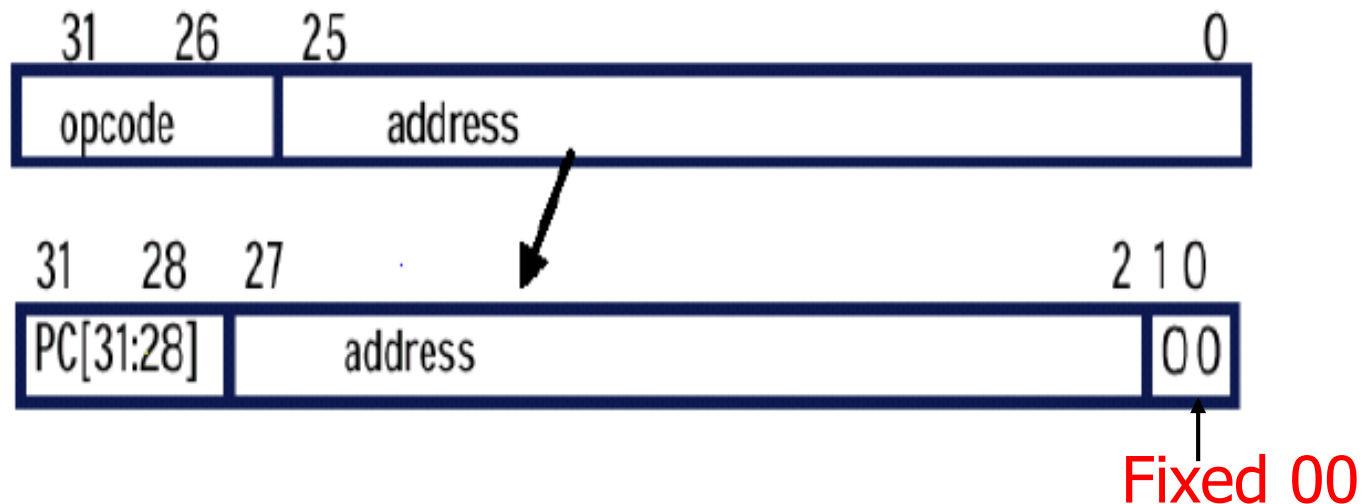 31 26 25 0
opcode address
31 28 27 2 1 0
PC[31:28] address 00
Fixed 00